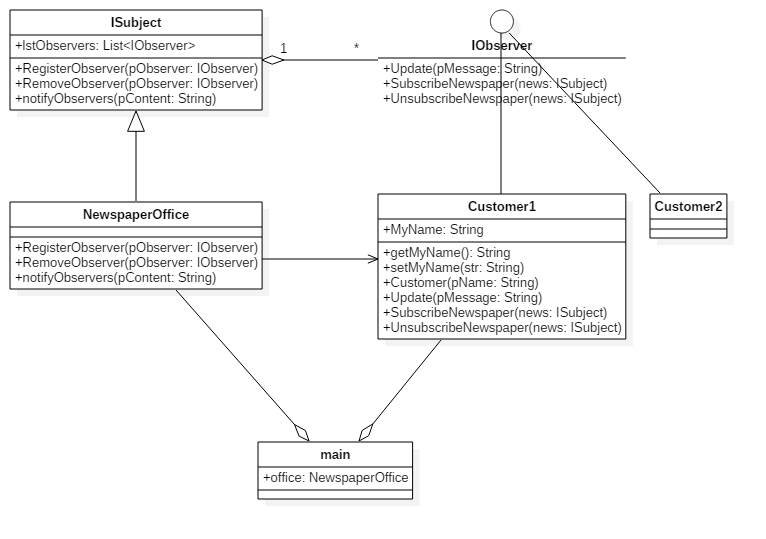 ISubject
+lstObservers: List<IObserver>
+RegisterObserver(pObserver: IObserver)
+RemoveObserver(pObserver: IObserver)
+notifyObservers(pContent: String)
1
*
IObserver
+Update(pMessage: String)
+SubscribeNewspaper(news: ISubject)
+UnsubscribeNewspaper(news: ISubject)
NewspaperOffice
+RegisterObserver(pObserver: IObserver)
+RemoveObserver(pObserver: IObserver)
+notifyObservers(pContent: String)
Customer1
+MyName: String
+getMyName(): String
+setMyName(str: String)
+Customer(pName: String)
+Update(pMessage: String)
+SubscribeNewspaper(news: ISubject)
+UnsubscribeNewspaper(news: ISubject)
Customer2
main
+office: NewspaperOffice